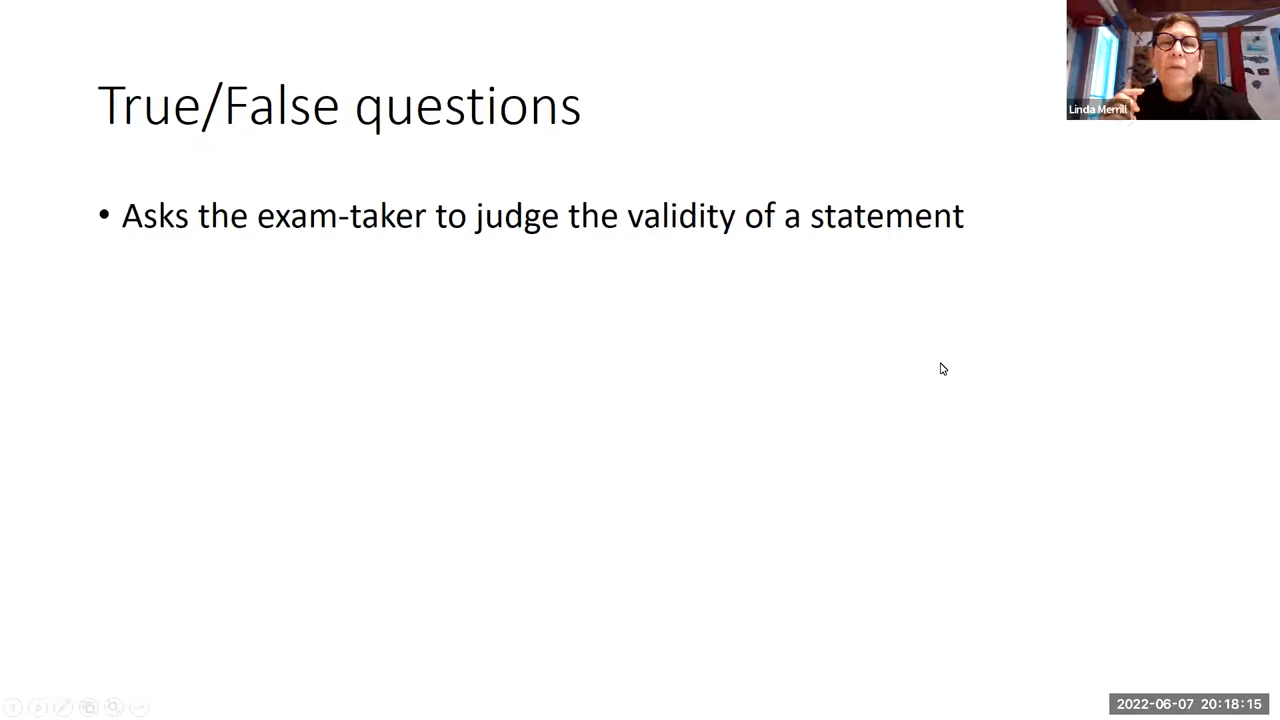 True/False questions
• Asks the exam-taker to judge the validity of a statement
Linda Merrill
2022-06-07 20:18:15